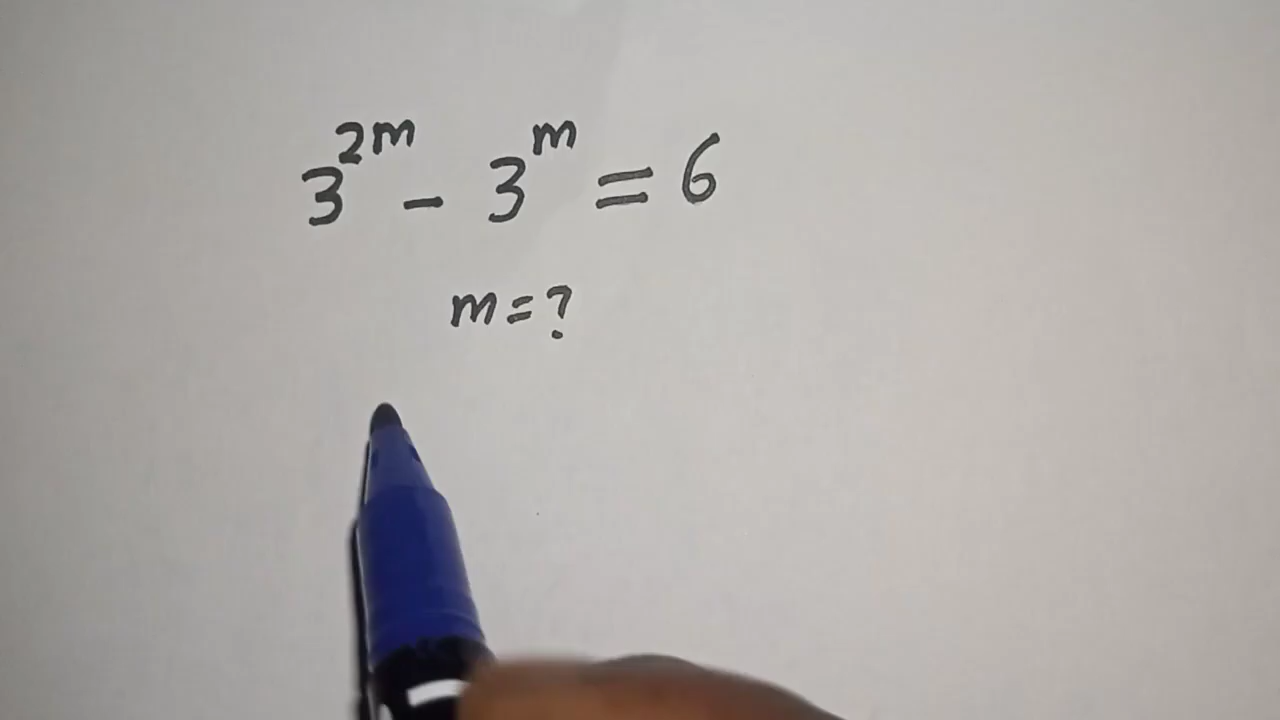 3^{2m} - 3^m = 6
m = ?